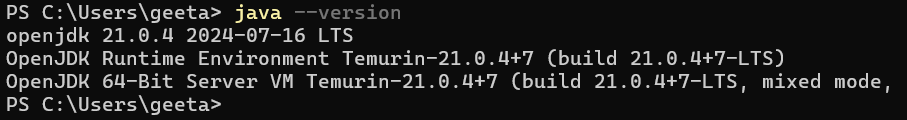 PS C:\Users\geeta> java --version
openjdk 21.0.4 2024-07-16 LTS
OpenJDK Runtime Environment Temurin-21.0.4+7 (build 21.0.4+7-LTS)
OpenJDK 64-Bit Server VM Temurin-21.0.4+7 (build 21.0.4+7-LTS, mixed mode,
PS C:\Users\geeta>